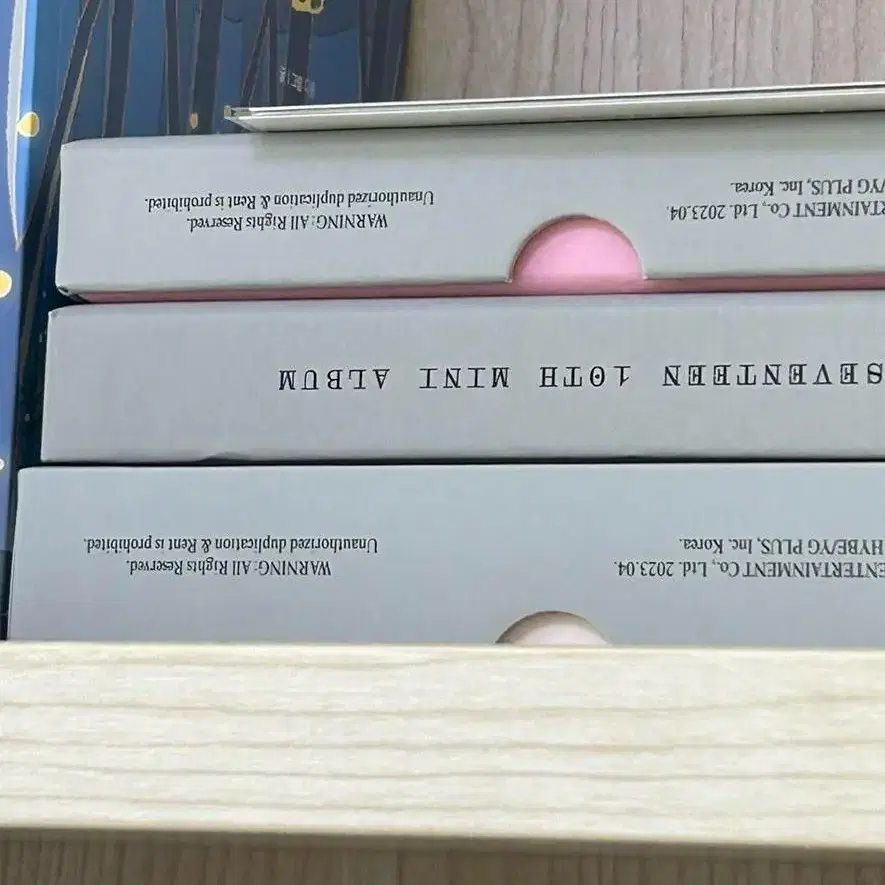 ENTERTAINMENT Co., Ltd. 2023.04.
HYBE/YG PLUS, Inc. Korea.
WARNING: All Rights Reserved.
Unauthorized duplication & Rent is prohibited.
SEVENTEEN 10TH MINI ALBUM
RTAINMENT Co., Ltd. 2023.04.
/YG PLUS, Inc. Korea.
WARNING: All Rights Reserved.
Unauthorized duplication & Rent is prohibited.